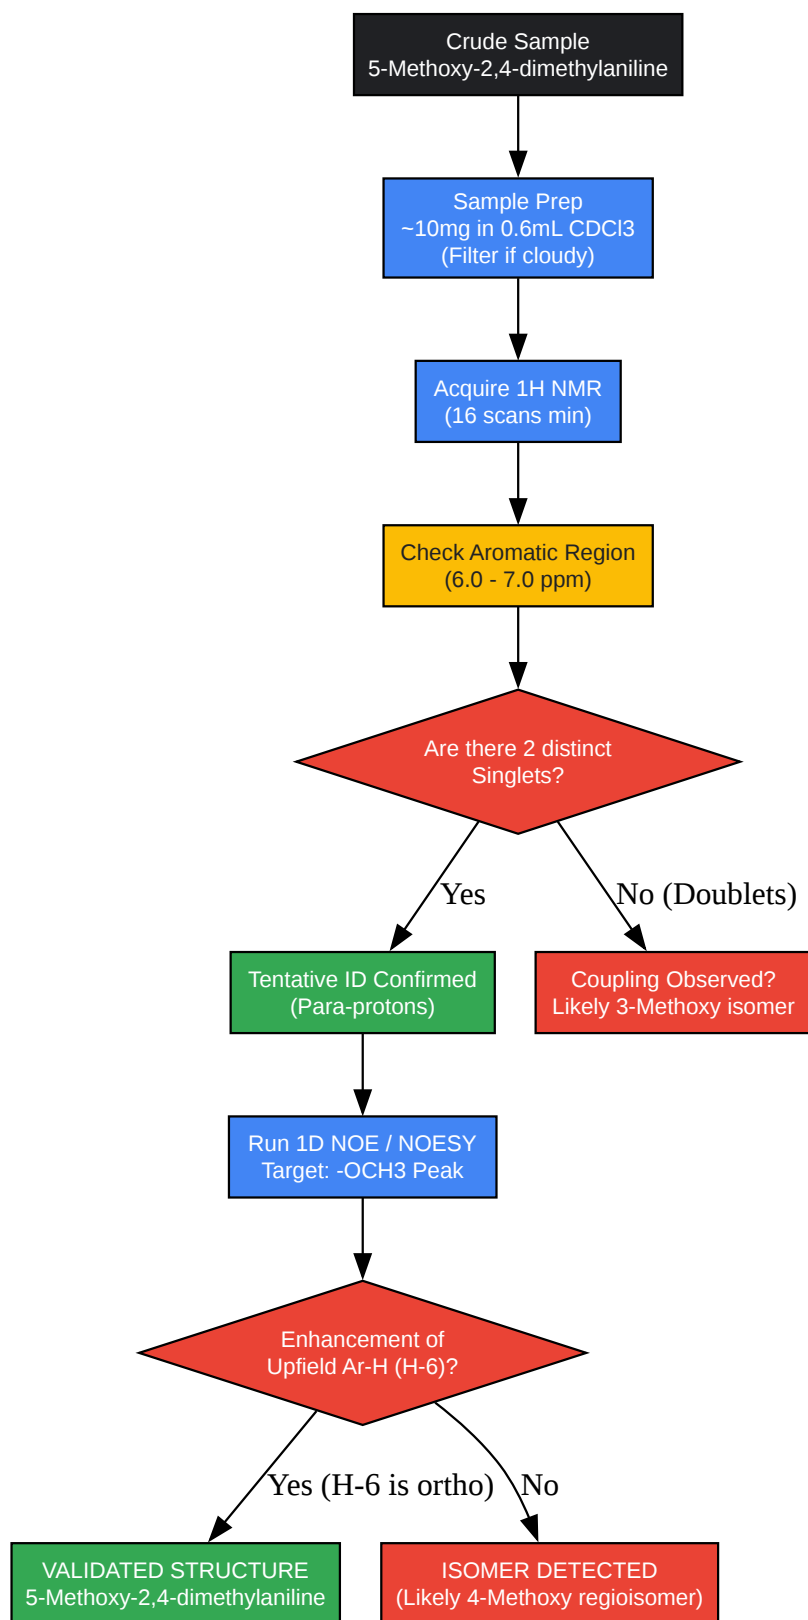 Crude Sample
5-Methoxy-2,4-dimethylaniline
Sample Prep
~10mg in 0.6mL CDCl3
(Filter if cloudy)
Acquire 1H NMR
(16 scans min)
Check Aromatic Region
(6.0 - 7.0 ppm)
Are there 2 distinct
Singlets?
Yes
No (Doublets)
Tentative ID Confirmed
(Para-protons)
Coupling Observed?
Likely 3-Methoxy isomer
Run 1D NOE / NOESY
Target: -OCH3 Peak
Enhancement of
Upfield Ar-H (H-6)?
Yes (H-6 is ortho)
No
VALIDATED STRUCTURE
5-Methoxy-2,4-dimethylaniline
ISOMER DETECTED
(Likely 4-Methoxy regioisomer)